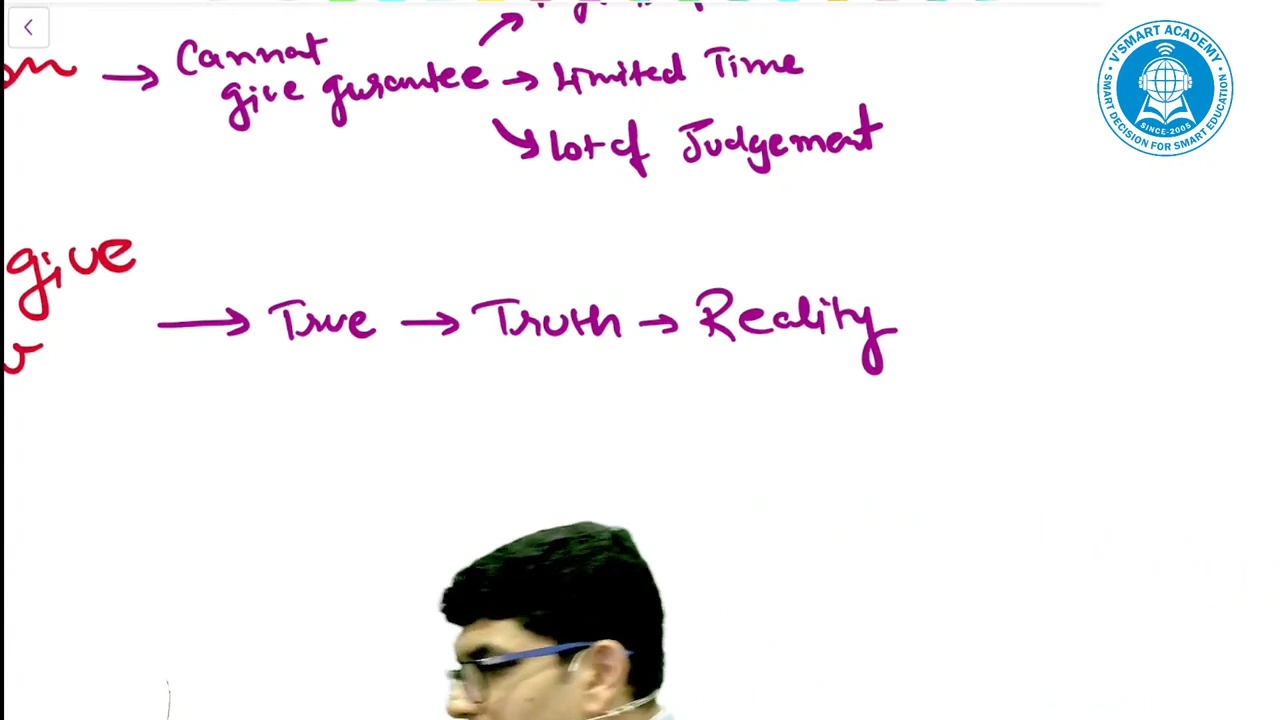 → Cannat
give gurantee → Limited Time
↘ lot of Judgement
give
→ True → Truth → Reality
V'SMART ACADEMY
SINCE-2005
SMART DECISION FOR SMART EDUCATION